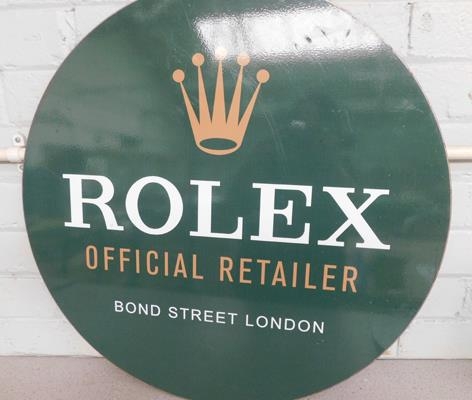 ROLEX
OFFICIAL RETAILER
BOND STREET LONDON